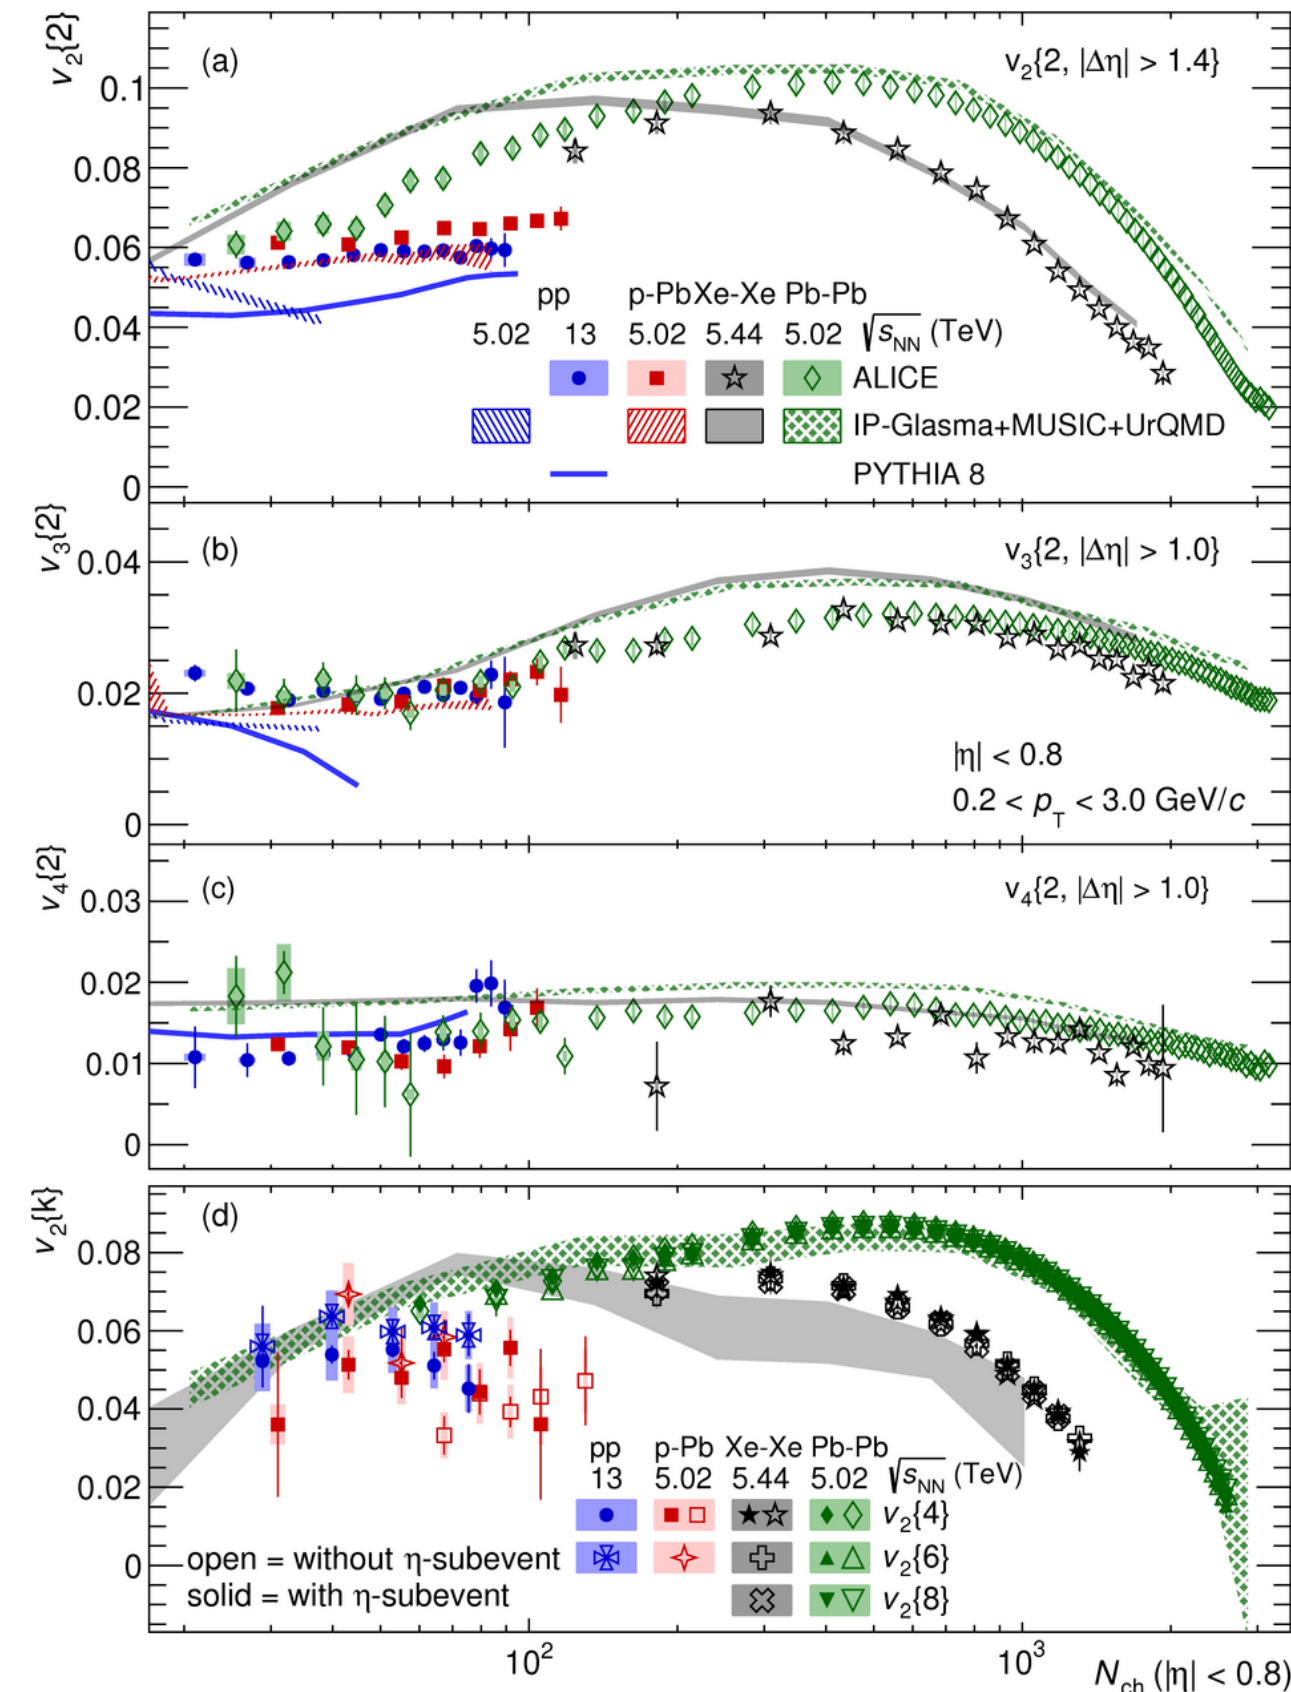 v2{2}
(a)
v2{2, |Δη| > 1.4}
0.1
0.08
0.06
0.04
0.02
0
pp p-Pb Xe-Xe Pb-Pb
5.02 13 5.02 5.44 5.02 √sNN (TeV)
ALICE
IP-Glasma+MUSIC+UrQMD
PYTHIA 8
v3{2}
(b)
v3{2, |Δη| > 1.0}
0.04
0.02
0
|η| < 0.8
0.2 < pT < 3.0 GeV/c
v4{2}
(c)
v4{2, |Δη| > 1.0}
0.03
0.02
0.01
0
v2{k}
(d)
0.08
0.06
0.04
0.02
0
pp p-Pb Xe-Xe Pb-Pb
13 5.02 5.44 5.02 √sNN (TeV)
v2{4}
v2{6}
v2{8}
open = without η-subevent
solid = with η-subevent
10² 10³
Nch (|η| < 0.8)